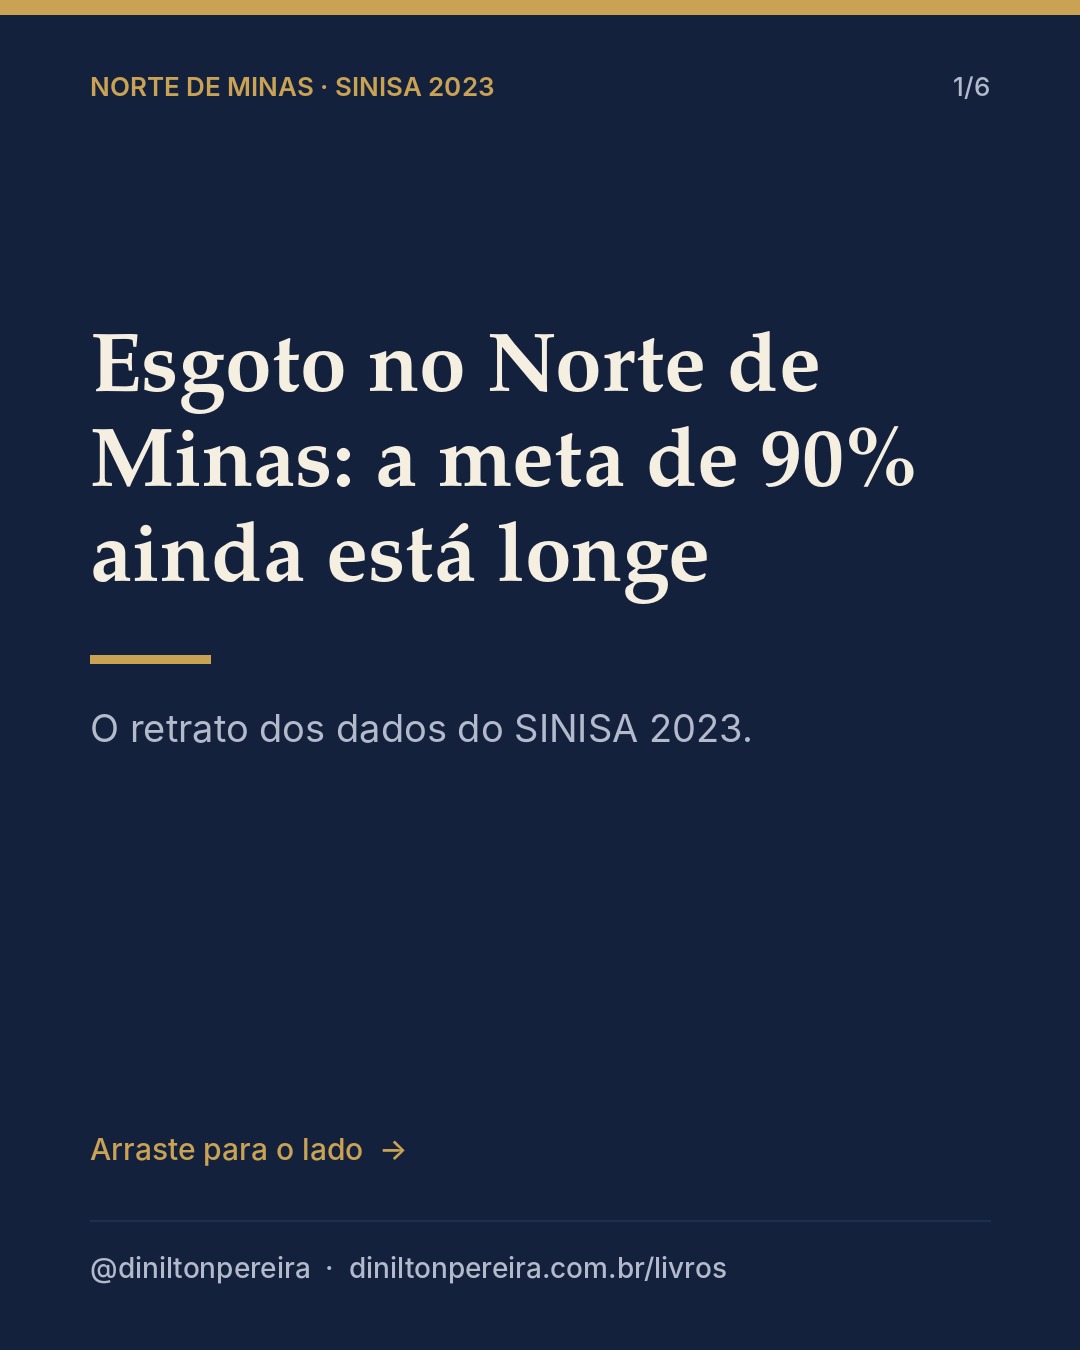 NORTE DE MINAS · SINISA 2023
1/6
Esgoto no Norte de
Minas: a meta de 90%
ainda está longe
O retrato dos dados do SINISA 2023.
Arraste para o lado →
@diniltonpereira · diniltonpereira.com.br/livros